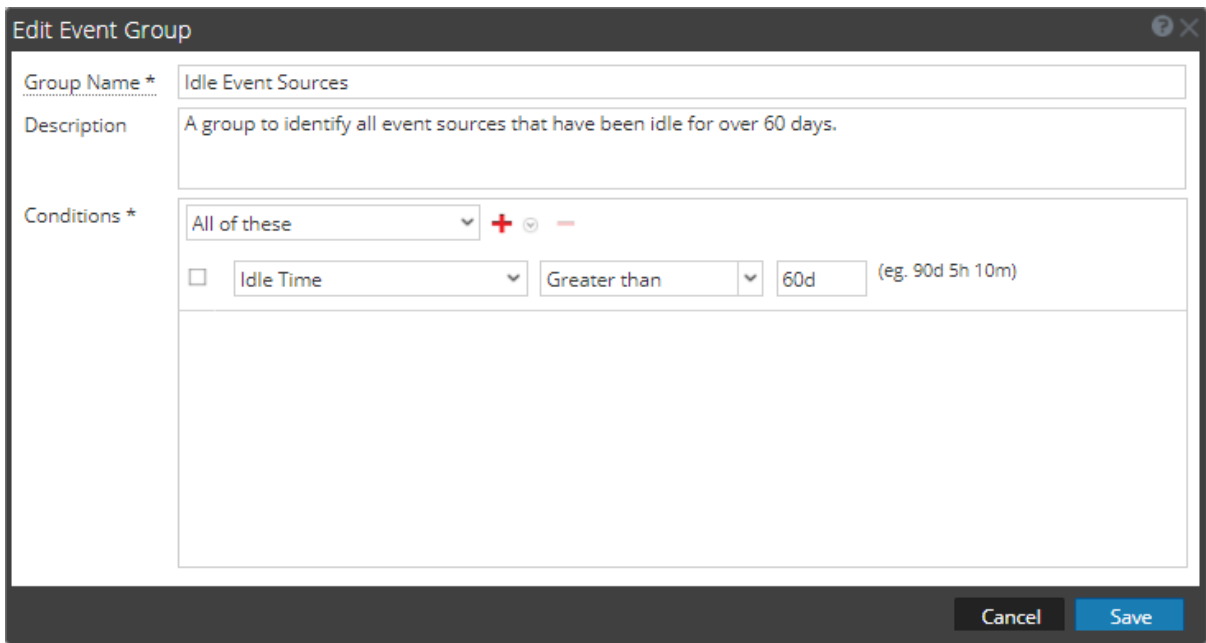 Edit Event Group
Group Name * Idle Event Sources
Description A group to identify all event sources that have been idle for over 60 days.
Conditions * All of these
Idle Time Greater than 60d (eg. 90d 5h 10m)
Cancel Save